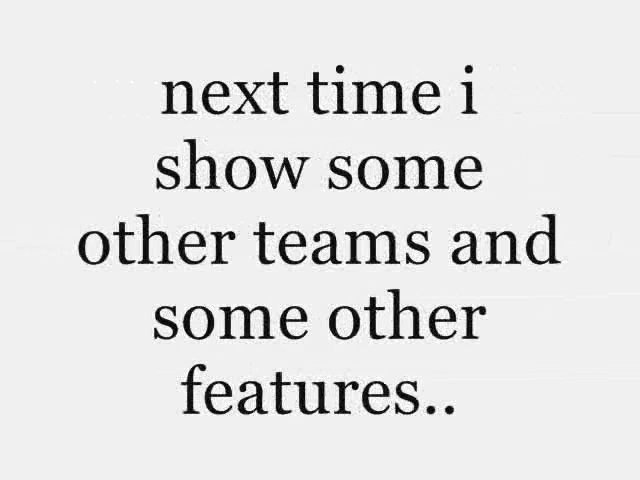 next time i
show some
other teams and
some other
features..